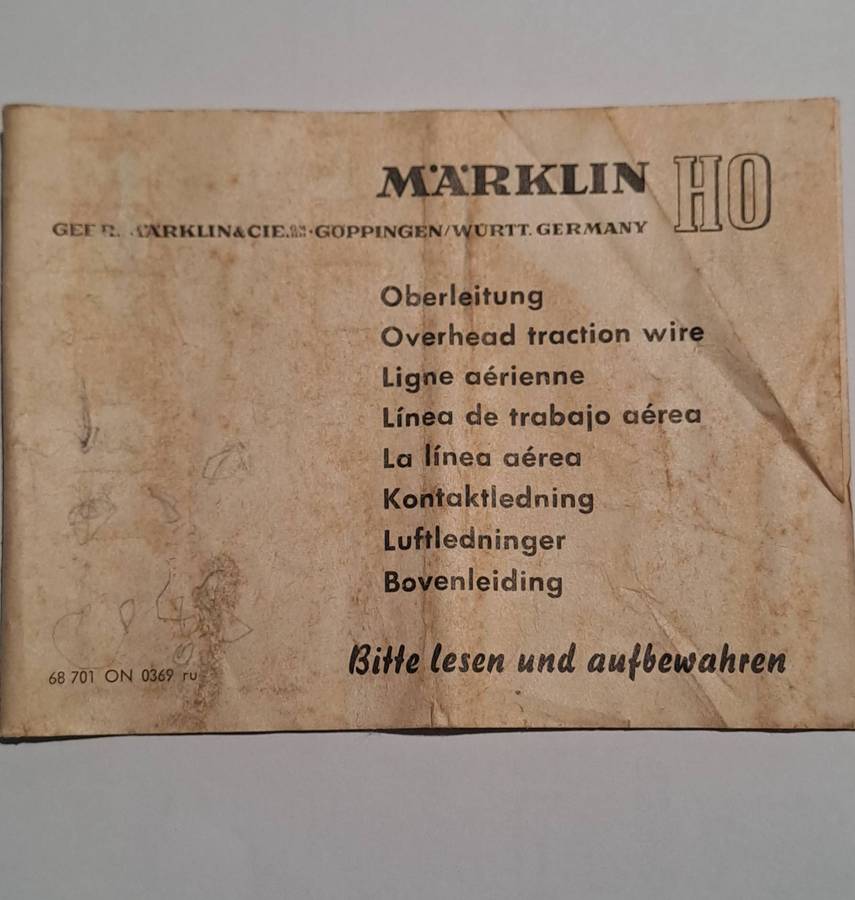 MÄRKLIN HO
MÄRKLIN&CIE. GÖPPINGEN/WÜRTT. GERMANY
Oberleitung
Overhead traction wire
Ligne aérienne
Línea de trabajo aérea
La línea aérea
Kontaktledning
Luftledninger
Bovenleiding
Bitte lesen und aufbewahren
68 701 ON 0369 ru